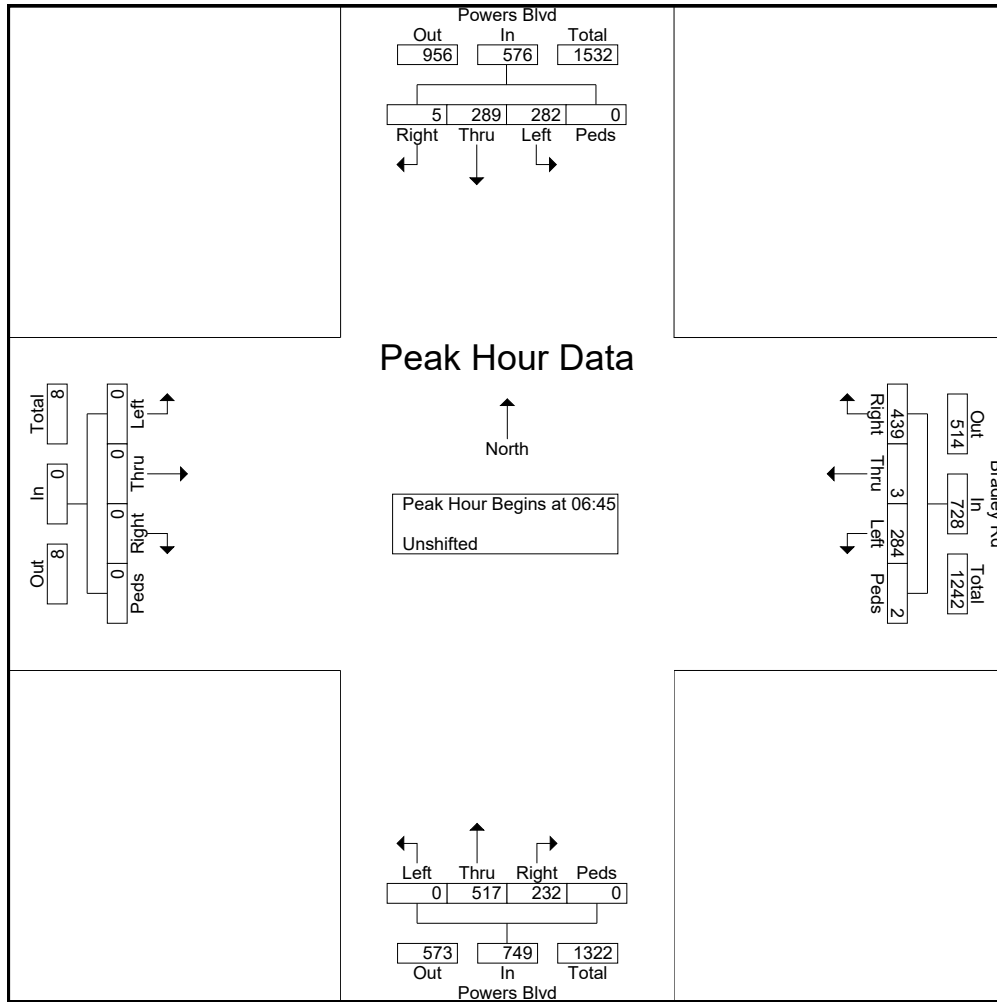 Powers Blvd
Out In Total
956 576 1532
5 289 282 0
Right Thru Left Peds
Peak Hour Data
North
Peak Hour Begins at 06:45
Unshifted
Total In Out
8 0 8
0 0 0 0
Left Thru Right Peds
Bradley Rd
Out In Total
514 728 1242
439 3 284 2
Right Thru Left Peds
Left Thru Right Peds
0 517 232 0
573 749 1322
Out In Total
Powers Blvd